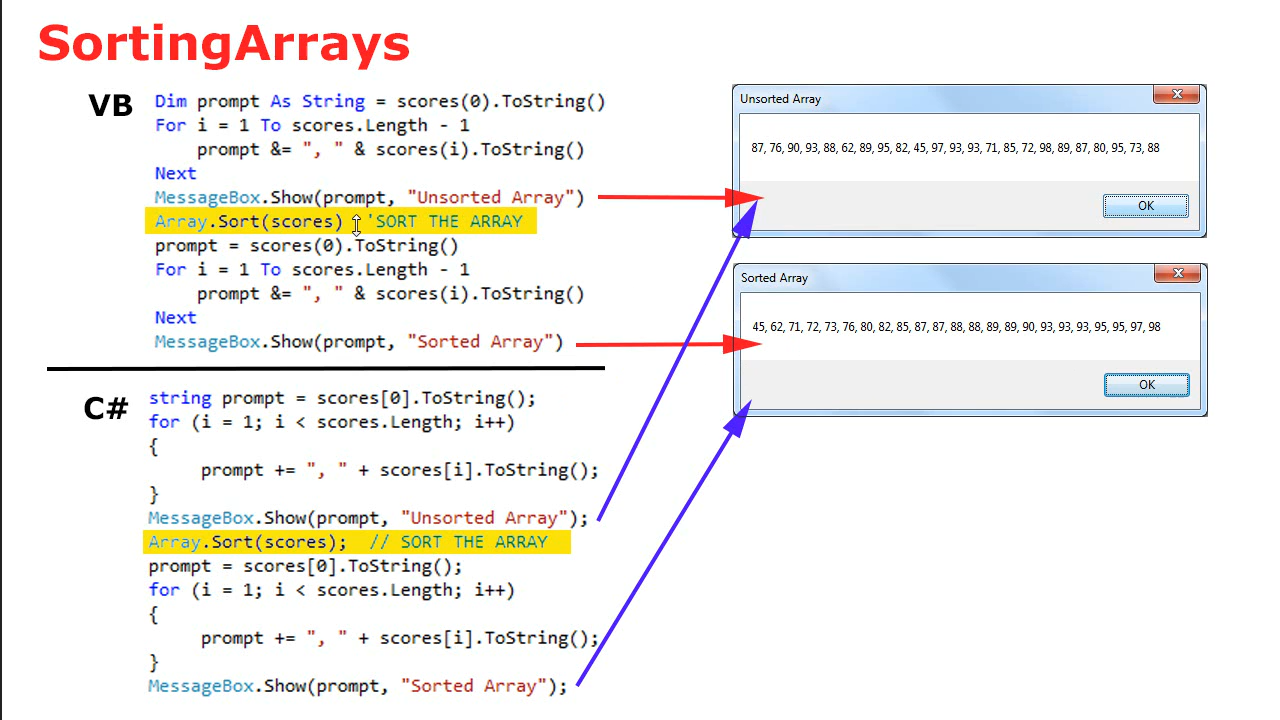 SortingArrays
VB
Dim prompt As String = scores(0).ToString()
For i = 1 To scores.Length - 1
prompt &= ", " & scores(i).ToString()
Next
MessageBox.Show(prompt, "Unsorted Array")
Array.Sort(scores) 'SORT THE ARRAY
prompt = scores(0).ToString()
For i = 1 To scores.Length - 1
prompt &= ", " & scores(i).ToString()
Next
MessageBox.Show(prompt, "Sorted Array")
C#
string prompt = scores[0].ToString();
for (i = 1; i < scores.Length; i++)
{
prompt += ", " + scores[i].ToString();
}
MessageBox.Show(prompt, "Unsorted Array");
Array.Sort(scores); // SORT THE ARRAY
prompt = scores[0].ToString();
for (i = 1; i < scores.Length; i++)
{
prompt += ", " + scores[i].ToString();
}
MessageBox.Show(prompt, "Sorted Array");
Unsorted Array
87, 76, 90, 93, 88, 62, 89, 95, 82, 45, 97, 93, 93, 71, 85, 72, 98, 89, 87, 80, 95, 73, 88
OK
Sorted Array
45, 62, 71, 72, 73, 76, 80, 82, 85, 87, 87, 88, 88, 89, 89, 90, 93, 93, 93, 95, 95, 97, 98
OK